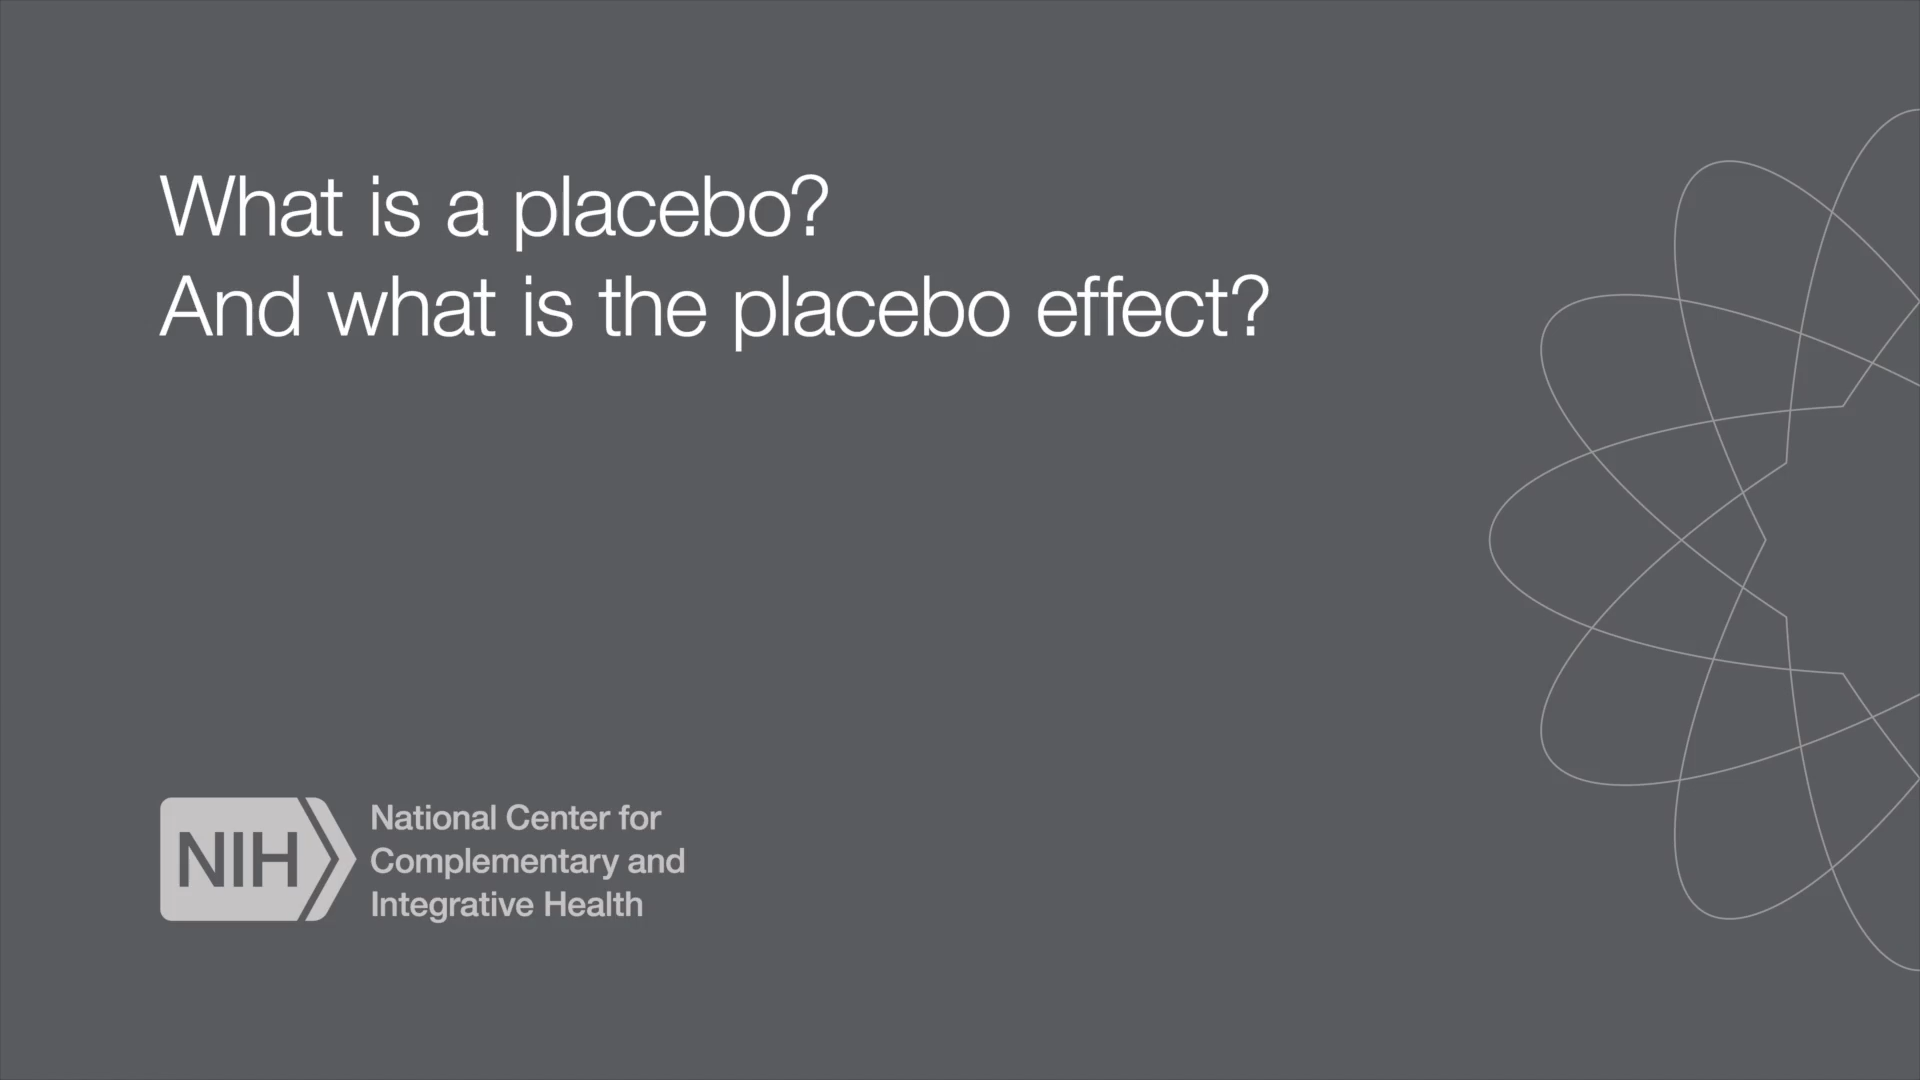 What is a placebo?
And what is the placebo effect?
NIH
National Center for
Complementary and
Integrative Health